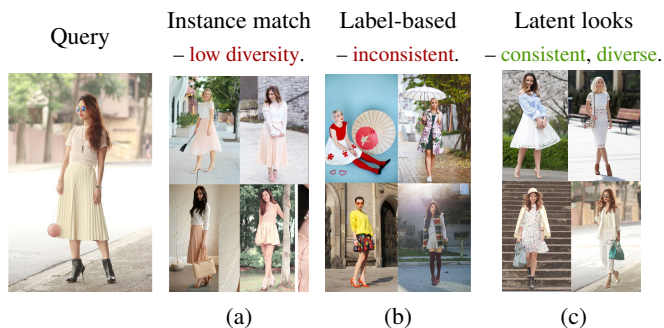 Query
Instance match
– low diversity.
Label-based
– inconsistent.
Latent looks
– consistent, diverse.
(a)
(b)
(c)